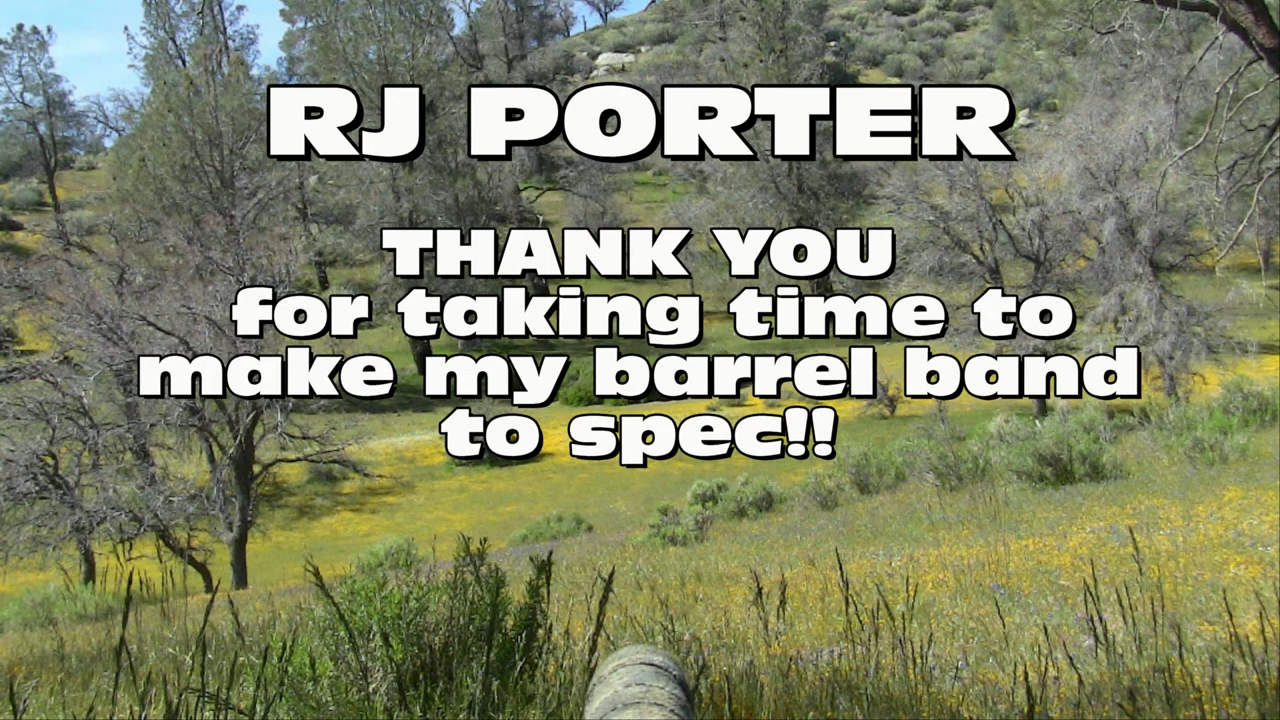 RJ PORTER
THANK YOU
for taking time to
make my barrel band
to spec!!